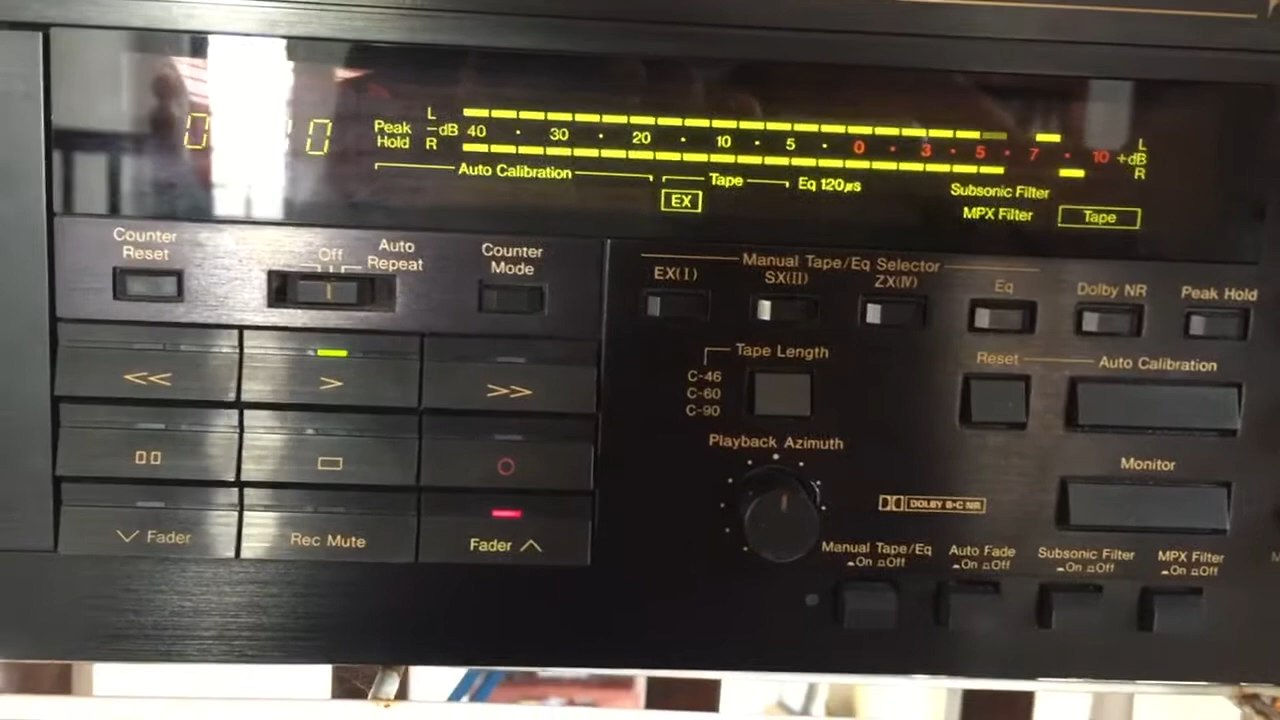 0 0
Peak Hold
L
-dB 40 · 30 · 20 · 10 · 5 · 0 · 3 · 5 · 7 · 10 +dB
R
L
R
Auto Calibration
Tape
EX
Eq 120µs
Subsonic Filter
MPX Filter
Tape
Counter Reset
Off
Auto Repeat
Counter Mode
Manual Tape/Eq Selector
EX(I)
SX(II)
ZX(IV)
Eq
Dolby NR
Peak Hold
<<
>
>>
Tape Length
C-46
C-60
C-90
Reset
Auto Calibration
Playback Azimuth
Monitor
DOLBY B-C NR
Fader
Rec Mute
Fader
Manual Tape/Eq
On Off
Auto Fade
On Off
Subsonic Filter
On Off
MPX Filter
On Off